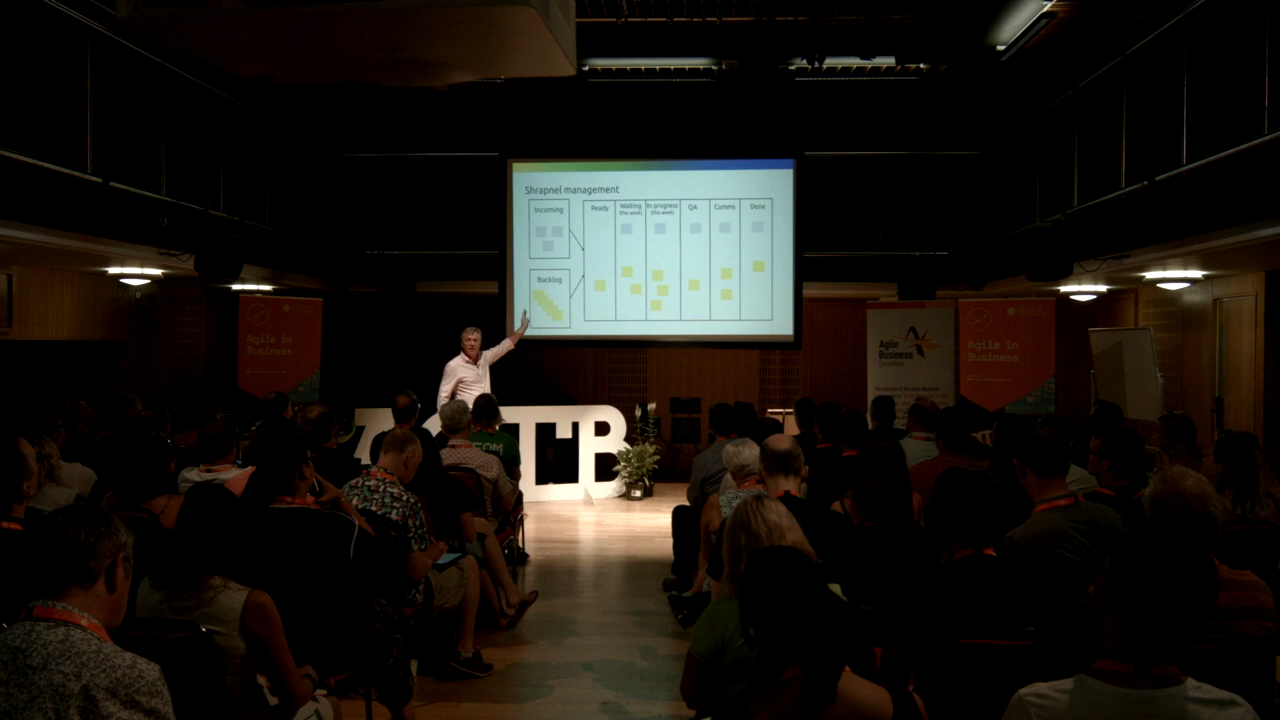 Shrapnel management
Incoming
Ready
Waiting
(this week)
In progress
(this week)
QA
Comms
Done
Backlog
Agile in
Business
Agile
Business
Agile in
Business